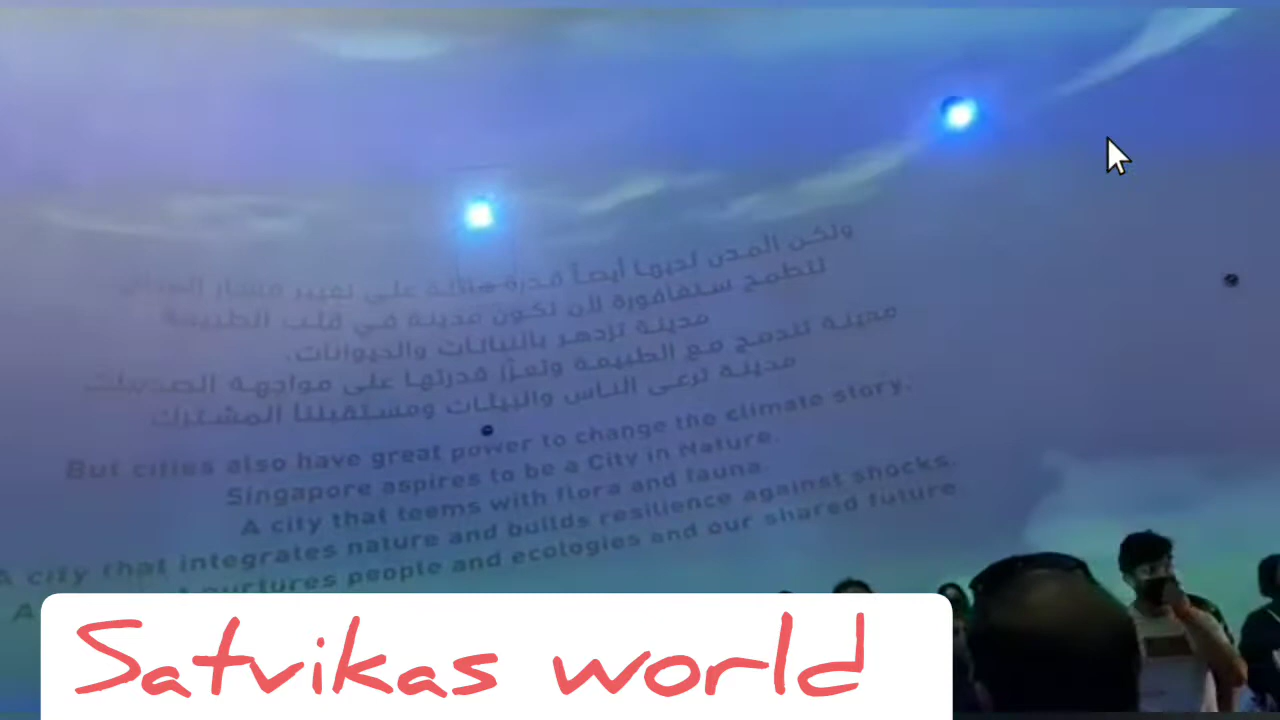 ولكن المدن لديها أيضاً قدرة هائلة على تغيير مسار المناخ
تطمح سنغافورة لأن تكون مدينة في قلب الطبيعة
مدينة تزدهر بالنباتات والحيوانات.
مدينة تندمج مع الطبيعة وتعزّز قدرتها على مواجهة الصدمات
مدينة ترعى الناس والبيئات ومستقبلنا المشترك
But cities also have great power to change the climate story.
Singapore aspires to be a City in Nature.
A city that teems with flora and fauna.
A city that integrates nature and builds resilience against shocks.
A nurtures people and ecologies and our shared future
Satvikas world